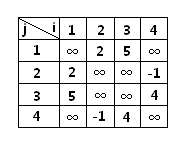 j i 1 2 3 4
1 ∞ 2 5 ∞
2 2 ∞ ∞ -1
3 5 ∞ ∞ 4
4 ∞ -1 4 ∞